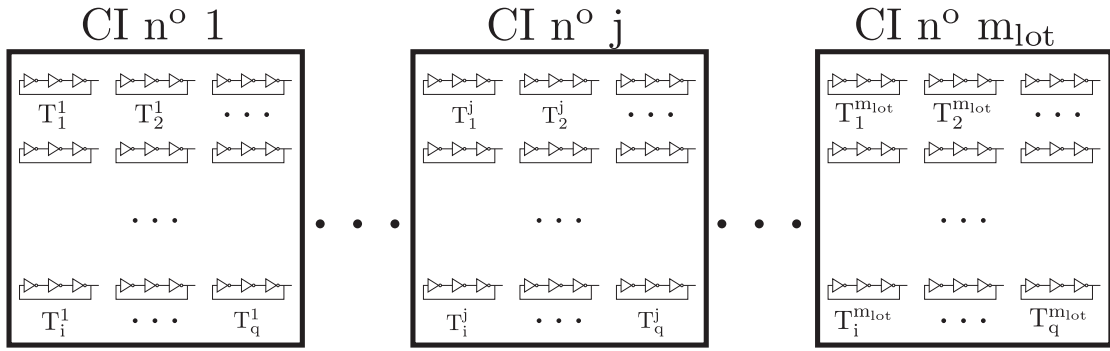 CI nº 1 CI nº j CI nº m_lot
T_1^1 T_2^1 · · · T_1^j T_2^j · · · T_1^{m_lot} T_2^{m_lot} · · ·
· · · · · · · · · · · · · · ·
T_i^1 · · · T_q^1 T_i^j · · · T_q^j T_i^{m_lot} · · · T_q^{m_lot}